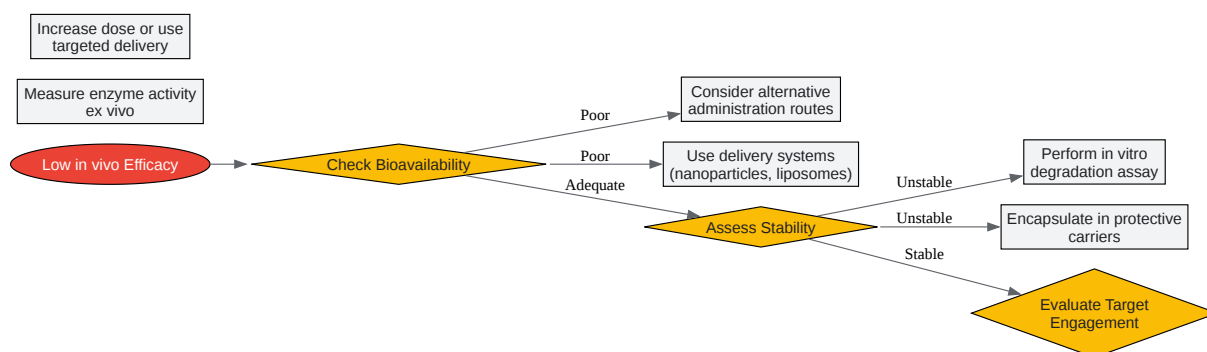 Increase dose or use
targeted delivery
Measure enzyme activity
ex vivo
Low in vivo Efficacy
Check Bioavailability
Poor
Consider alternative
administration routes
Poor
Use delivery systems
(nanoparticles, liposomes)
Adequate
Assess Stability
Unstable
Perform in vitro
degradation assay
Unstable
Encapsulate in protective
carriers
Stable
Evaluate Target
Engagement